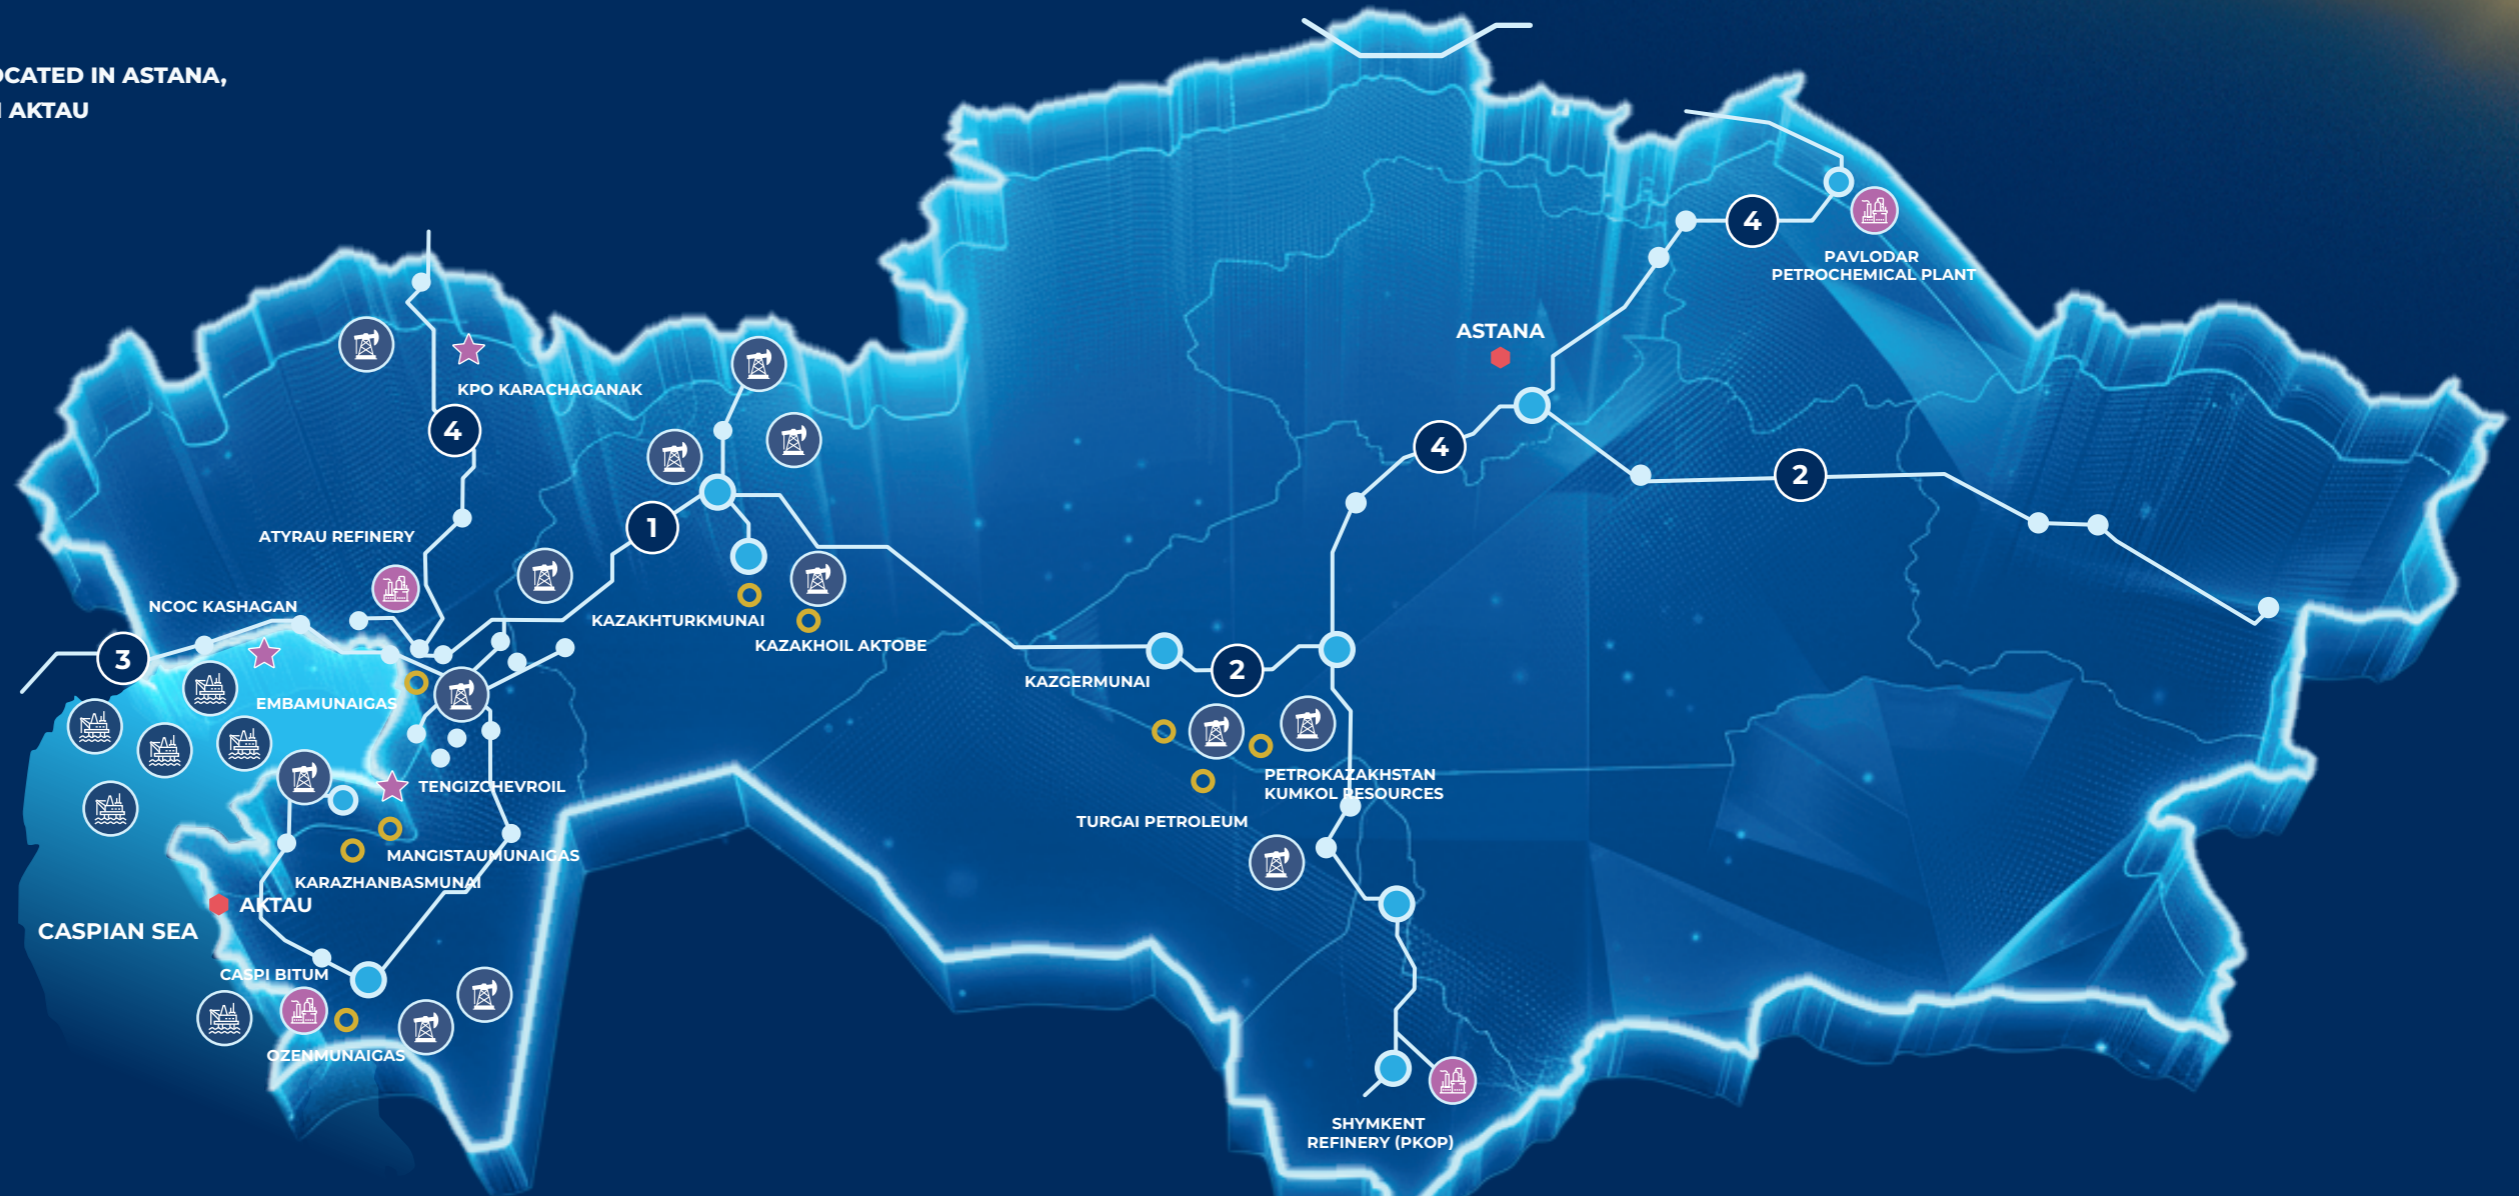 OCATED IN ASTANA,
AKTAU
4
PAVLODAR
PETROCHEMICAL PLANT
ASTANA
KPO KARACHAGANAK
4
4
2
1
ATYRAU REFINERY
NCOC KASHAGAN
KAZAKHTURKMUNAI
KAZAKHOIL AKTOBE
3
2
KAZGERMUNAI
EMBAMUNAIGAS
PETROKAZAKHSTAN
KUMKOL RESOURCES
TENGIZCHEVROIL
TURGAI PETROLEUM
MANGISTAUMUNAIGAS
KARAZHANBASMUNAI
AKTAU
CASPIAN SEA
CASPI BITUM
OZENMUNAIGAS
SHYMKENT
REFINERY (PKOP)